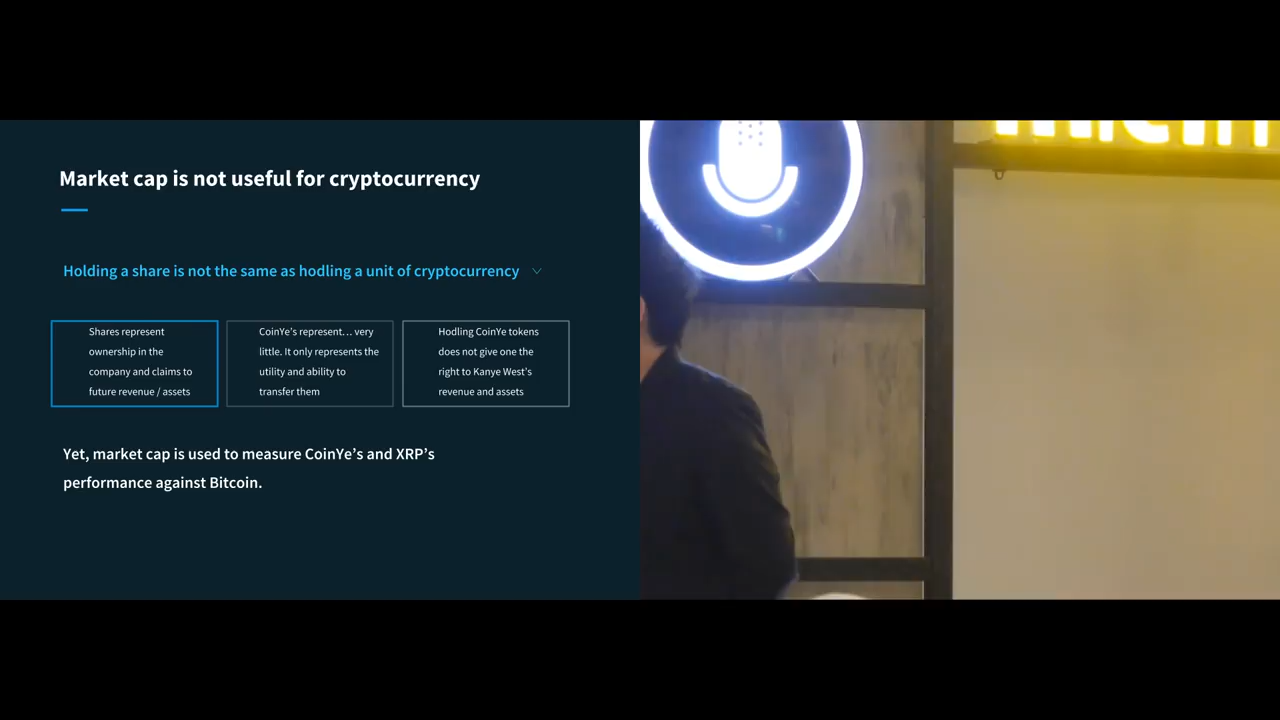 Market cap is not useful for cryptocurrency
Holding a share is not the same as hodling a unit of cryptocurrency
Shares represent
ownership in the
company and claims to
future revenue / assets
CoinYe's represent… very
little. It only represents the
utility and ability to
transfer them
Hodling CoinYe tokens
does not give one the
right to Kanye West's
revenue and assets
Yet, market cap is used to measure CoinYe's and XRP's
performance against Bitcoin.